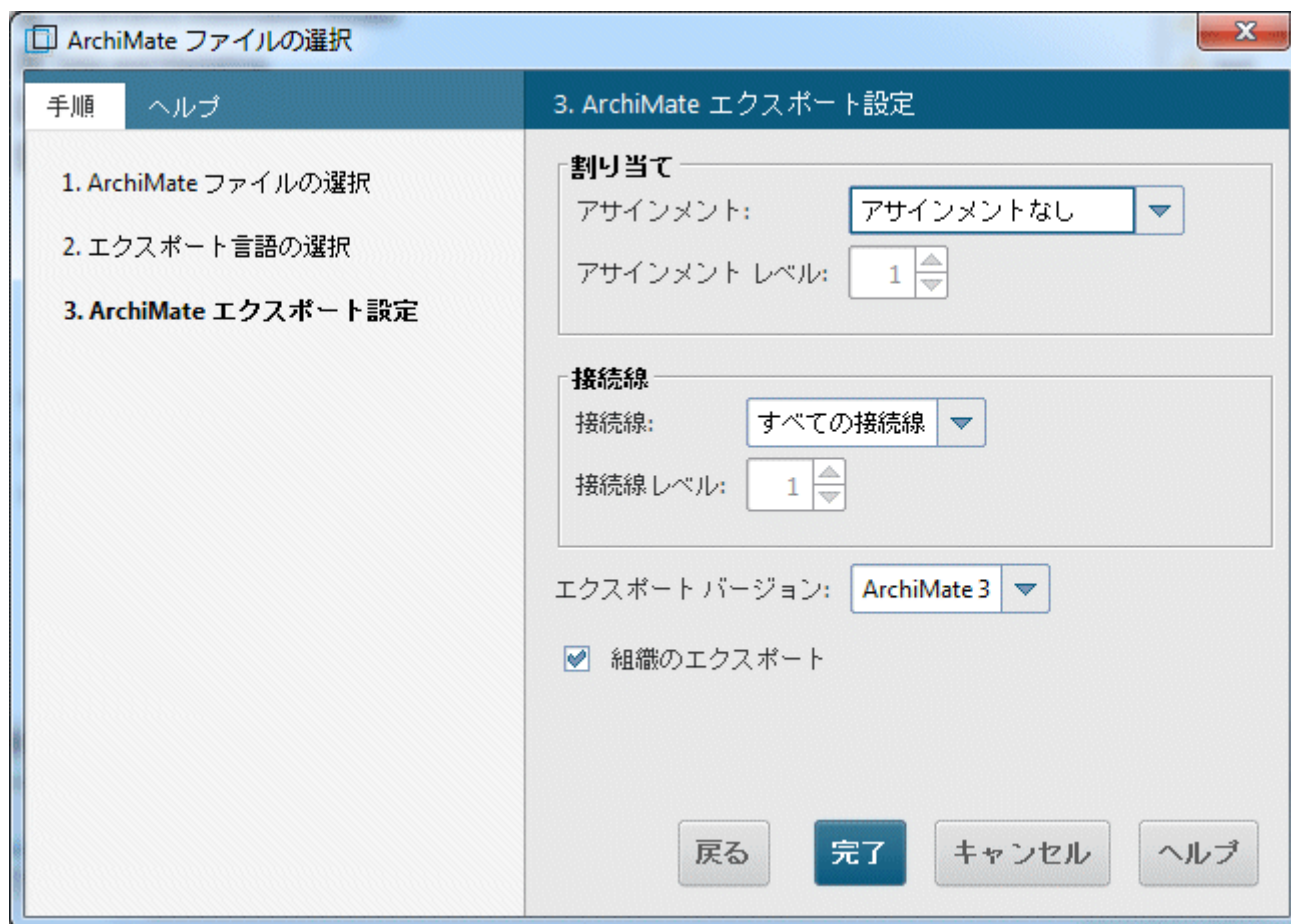 ArchiMate ファイルの選択
手順 ヘルプ
1. ArchiMate ファイルの選択
2. エクスポート言語の選択
3. ArchiMate エクスポート設定
3. ArchiMate エクスポート設定
割り当て
アサインメント: アサインメントなし
アサインメント レベル: 1
接続線
接続線: すべての接続線
接続線レベル: 1
エクスポート バージョン: ArchiMate 3
組織のエクスポート
戻る 完了 キャンセル ヘルプ